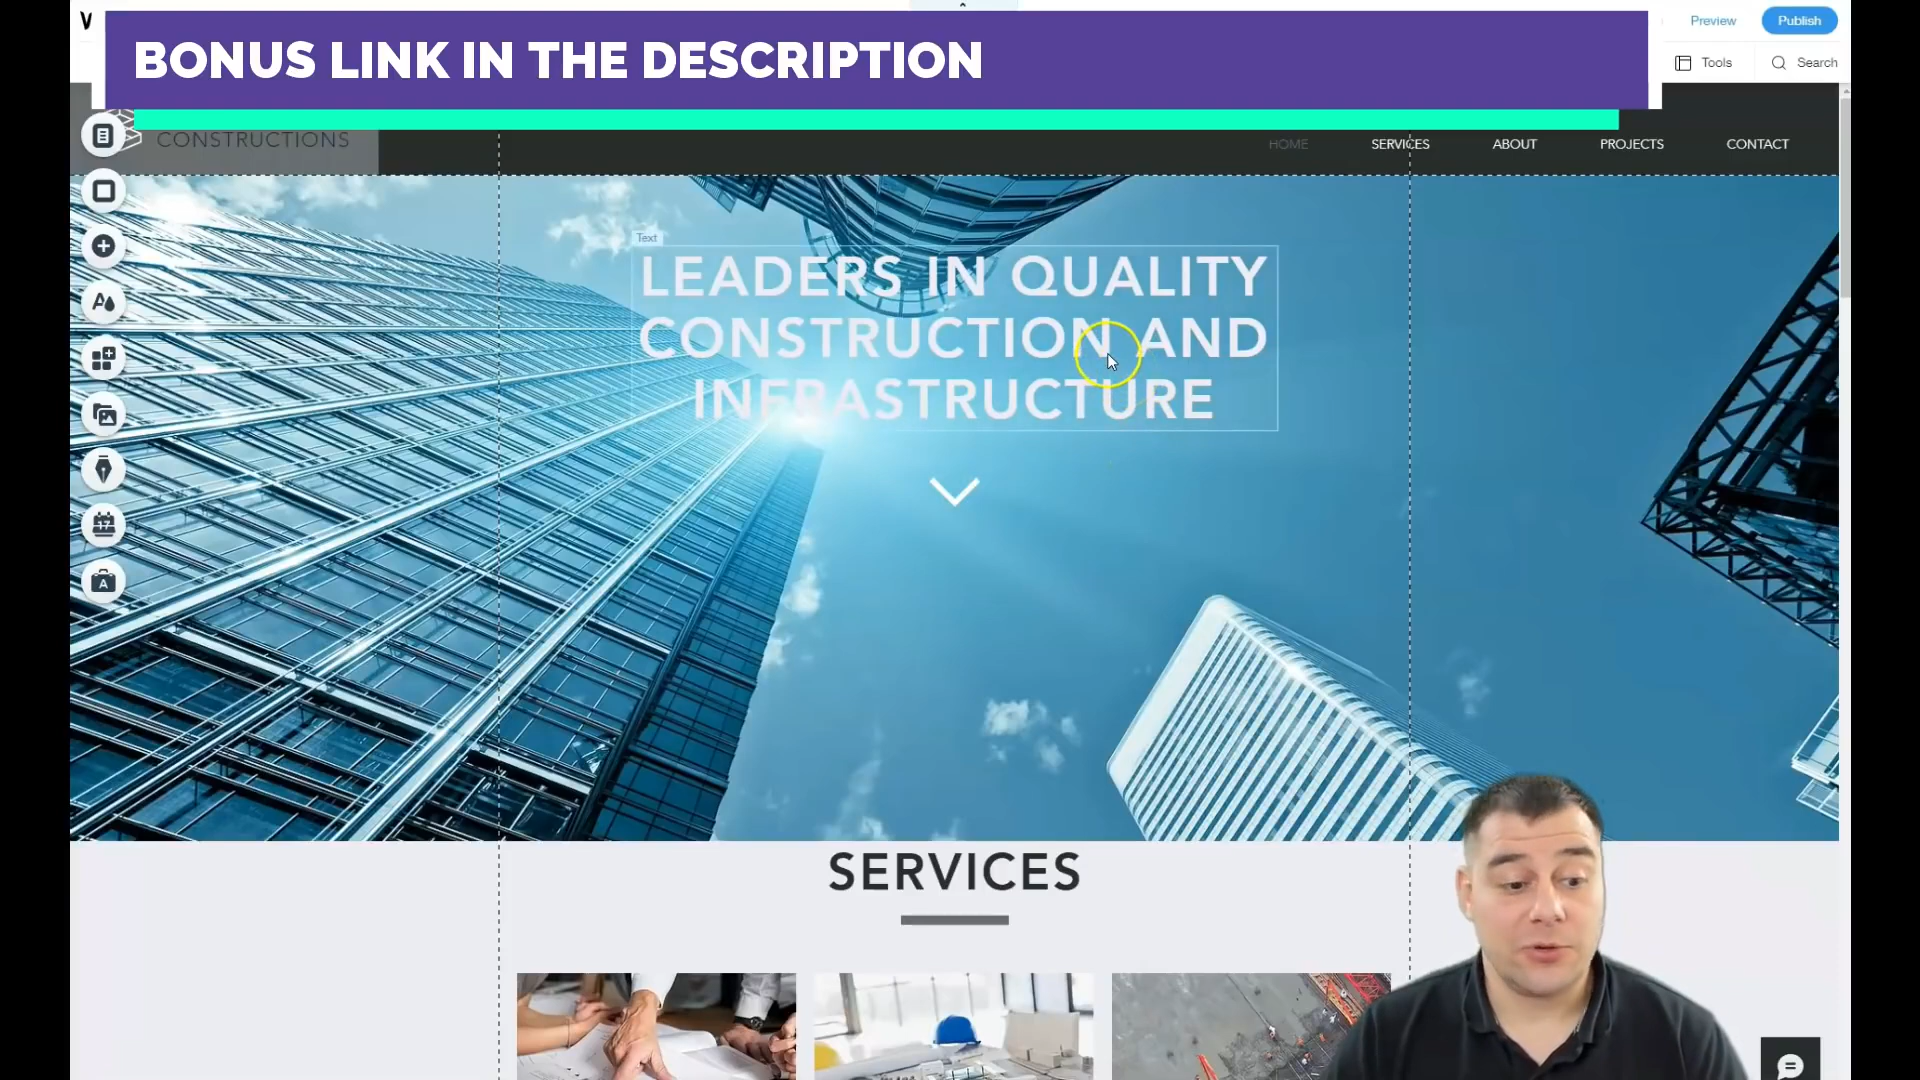 BONUS LINK IN THE DESCRIPTION
Preview
Publish
Tools
Search
CONSTRUCTIONS
HOME
SERVICES
ABOUT
PROJECTS
CONTACT
Text
LEADERS IN QUALITY
CONSTRUCTION AND
INFRASTRUCTURE
17
A
SERVICES